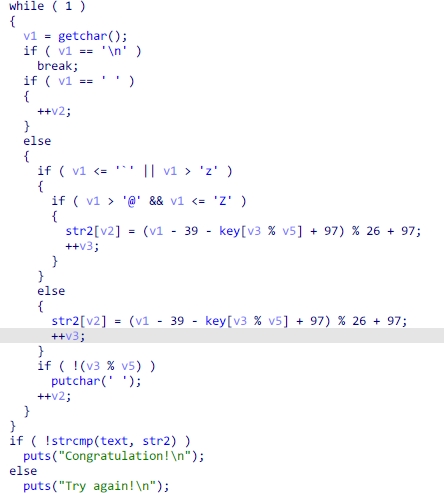 while ( 1 )
{
v1 = getchar();
if ( v1 == '\n' )
break;
if ( v1 == ' ' )
{
++v2;
}
else
{
if ( v1 <= '`' || v1 > 'z' )
{
if ( v1 > '@' && v1 <= 'Z' )
{
str2[v2] = (v1 - 39 - key[v3 % v5] + 97) % 26 + 97;
++v3;
}
}
else
{
str2[v2] = (v1 - 39 - key[v3 % v5] + 97) % 26 + 97;
++v3;
}
if ( !(v3 % v5) )
putchar(' ');
++v2;
}
}
if ( !strcmp(text, str2) )
puts("Congratulation!\n");
else
puts("Try again!\n");